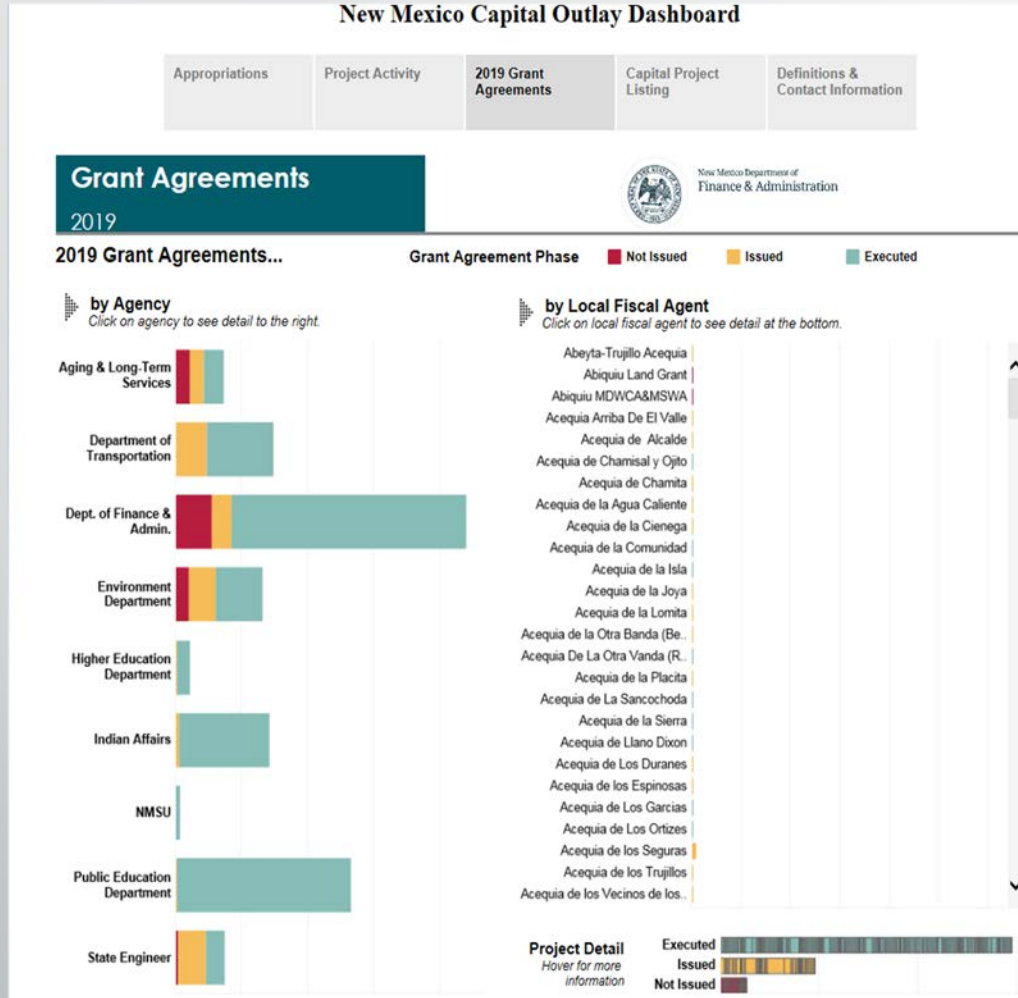 New Mexico Capital Outlay Dashboard
Appropriations
Project Activity
2019 Grant
Agreements
Capital Project
Listing
Definitions &
Contact Information
Grant Agreements
2019
New Mexico Department of
Finance & Administration
2019 Grant Agreements...
Grant Agreement Phase
Not Issued
Issued
Executed
by Agency
Click on agency to see detail to the right.
Aging & Long-Term
Services
Department of
Transportation
Dept. of Finance &
Admin.
Environment
Department
Higher Education
Department
Indian Affairs
NMSU
Public Education
Department
State Engineer
by Local Fiscal Agent
Click on local fiscal agent to see detail at the bottom.
Abeyta-Trujillo Acequia
Abiquiu Land Grant
Abiquiu MDWCA&MSWA
Acequia Arriba De El Valle
Acequia de Alcalde
Acequia de Chamisal y Ojito
Acequia de Chamita
Acequia de la Agua Caliente
Acequia de la Cienega
Acequia de la Comunidad
Acequia de la Isla
Acequia de la Joya
Acequia de la Lomita
Acequia de la Otra Banda (Be..
Acequia De La Otra Vanda (R..
Acequia de la Placita
Acequia de La Sancochoda
Acequia de la Sierra
Acequia de Llano Dixon
Acequia de Los Duranes
Acequia de los Espinosas
Acequia de Los Garcias
Acequia de Los Ortizes
Acequia de los Seguras
Acequia de los Trujillos
Acequia de los Vecinos de los..
Project Detail
Hover for more
information
Executed
Issued
Not Issued